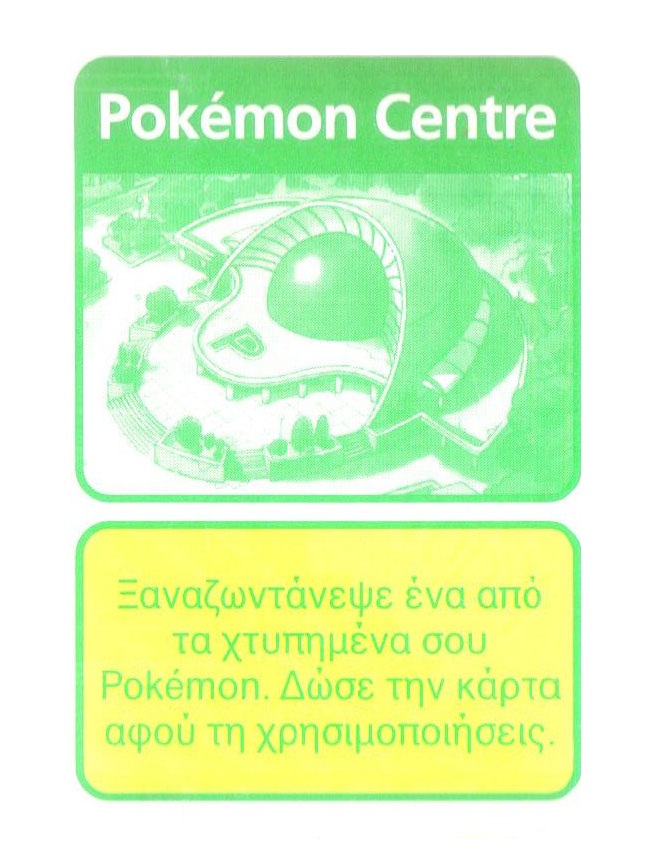 Pokémon Centre
P
Ξαναζωντάνεψε ένα από
τα χτυπημένα σου
Pokémon. Δώσε την κάρτα
αφού τη χρησιμοποιήσεις.